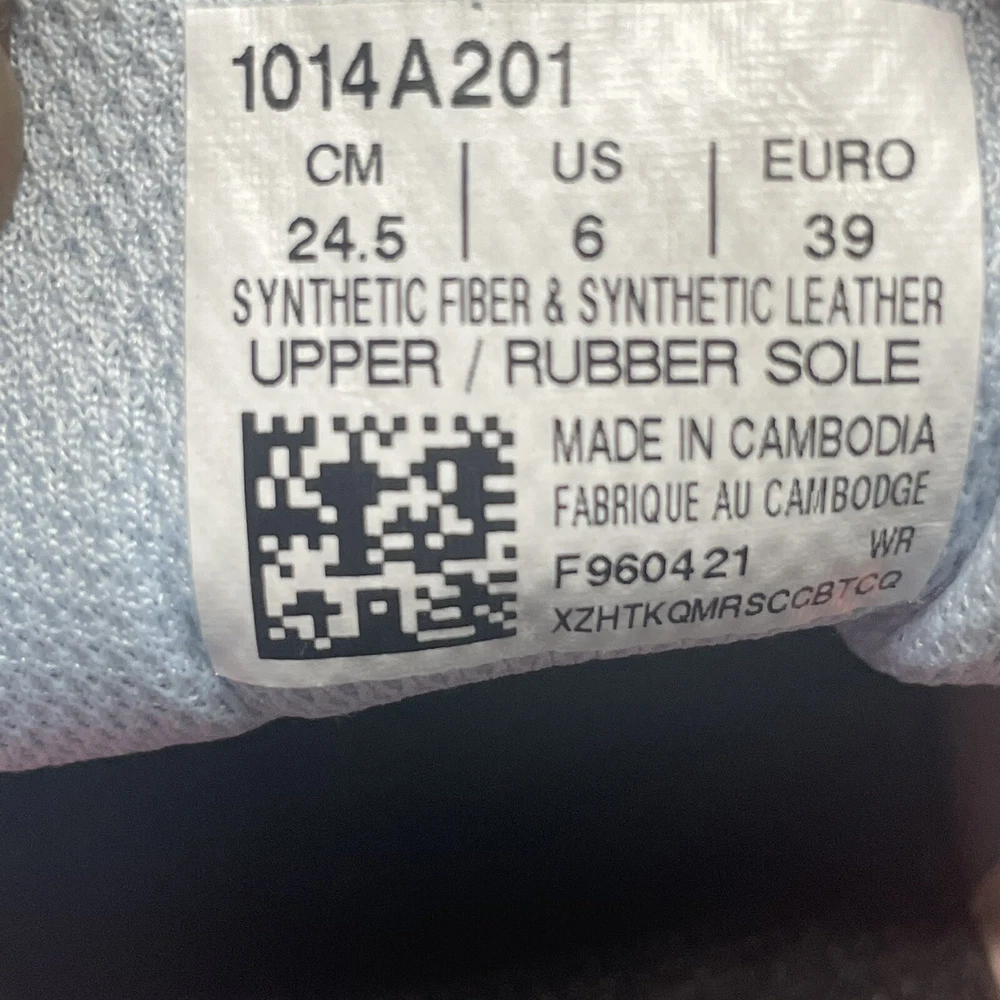 1014A201
CM | US | EURO
24.5 | 6 | 39
SYNTHETIC FIBER & SYNTHETIC LEATHER
UPPER / RUBBER SOLE
MADE IN CAMBODIA
FABRIQUE AU CAMBODGE
WR
F960421
XZHTKQMRSCCBTCQ